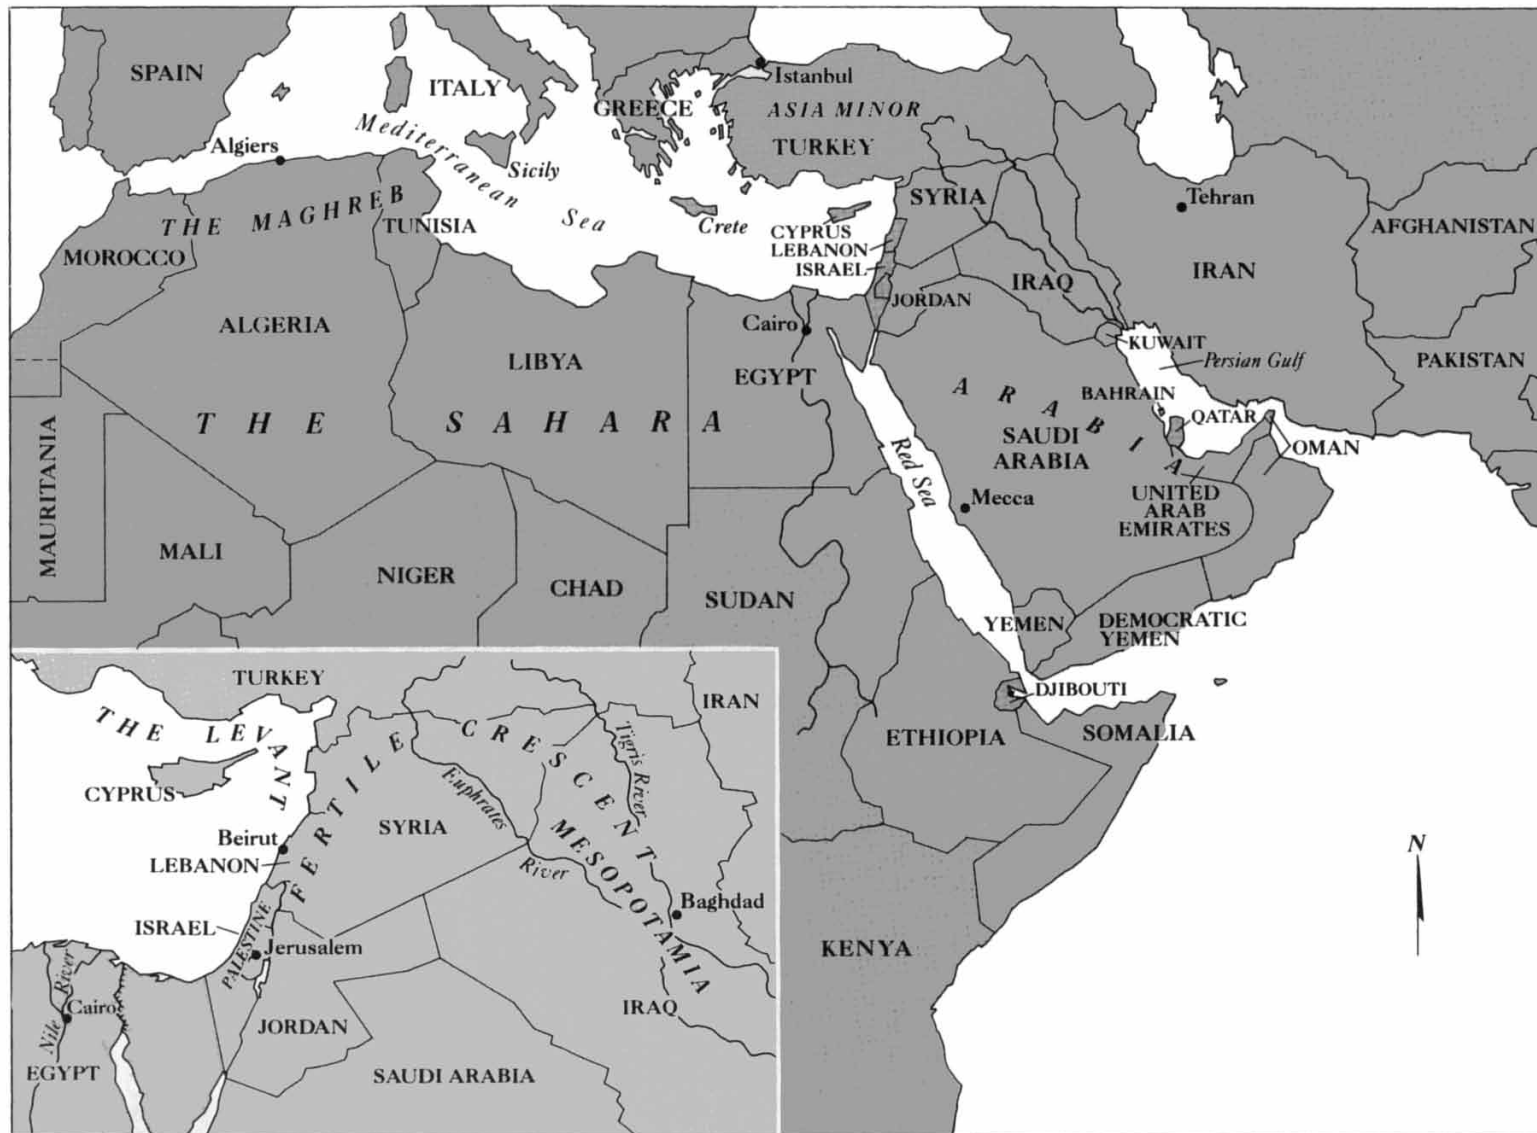 SPAIN
ITALY
GREECE
Istanbul
ASIA MINOR
TURKEY
Algiers
Mediterranean Sea
Sicily
Crete
THE MAGHREB
TUNISIA
MOROCCO
CYPRUS
LEBANON
ISRAEL
SYRIA
Tehran
AFGHANISTAN
JORDAN
IRAQ
IRAN
ALGERIA
LIBYA
Cairo
EGYPT
KUWAIT
Persian Gulf
PAKISTAN
BAHRAIN
QATAR
OMAN
THE SAHARA
ARABIA
SAUDI
ARABIA
Red Sea
Mecca
UNITED
ARAB
EMIRATES
MAURITANIA
MALI
NIGER
CHAD
SUDAN
YEMEN
DEMOCRATIC
YEMEN
DJIBOUTI
ETHIOPIA
SOMALIA
KENYA
N
TURKEY
IRAN
THE LEVANT
FERTILE CRESCENT
Tigris River
CYPRUS
Euphrates
River
SYRIA
MESOPOTAMIA
Beirut
LEBANON
Baghdad
ISRAEL
PALESTINE
Jerusalem
Nile River
Cairo
IRAQ
JORDAN
EGYPT
SAUDI ARABIA